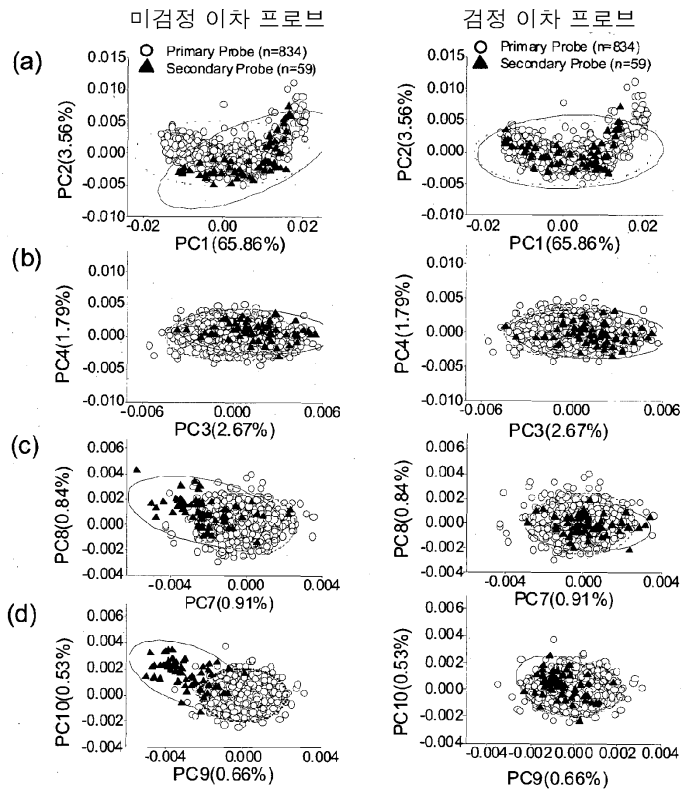 미검정 이차 프로브
검정 이차 프로브
(a)
Primary Probe (n=834)
Secondary Probe (n=59)
0.015
0.010
0.005
0.000
-0.005
-0.010
PC2(3.56%)
-0.02
0.00
0.02
PC1(65.86%)
Primary Probe (n=834)
Secondary Probe (n=59)
0.015
0.010
0.005
0.000
-0.005
-0.010
PC2(3.56%)
-0.02
0.00
0.02
PC1(65.86%)
(b)
0.010
0.005
0.000
-0.005
-0.010
PC4(1.79%)
-0.006
0.000
0.006
PC3(2.67%)
0.010
0.005
0.000
-0.005
-0.010
PC4(1.79%)
-0.006
0.000
0.006
PC3(2.67%)
(c)
0.006
0.004
0.002
0.000
-0.002
-0.004
PC8(0.84%)
-0.004
0.000
0.004
PC7(0.91%)
0.006
0.004
0.002
0.000
-0.002
-0.004
PC8(0.84%)
-0.004
0.000
0.004
PC7(0.91%)
(d)
0.006
0.004
0.002
0.000
-0.002
-0.004
PC10(0.53%)
-0.004
0.000
0.004
PC9(0.66%)
0.006
0.004
0.002
0.000
-0.002
-0.004
PC10(0.53%)
-0.004
-0.002
0.000
0.002
0.004
PC9(0.66%)